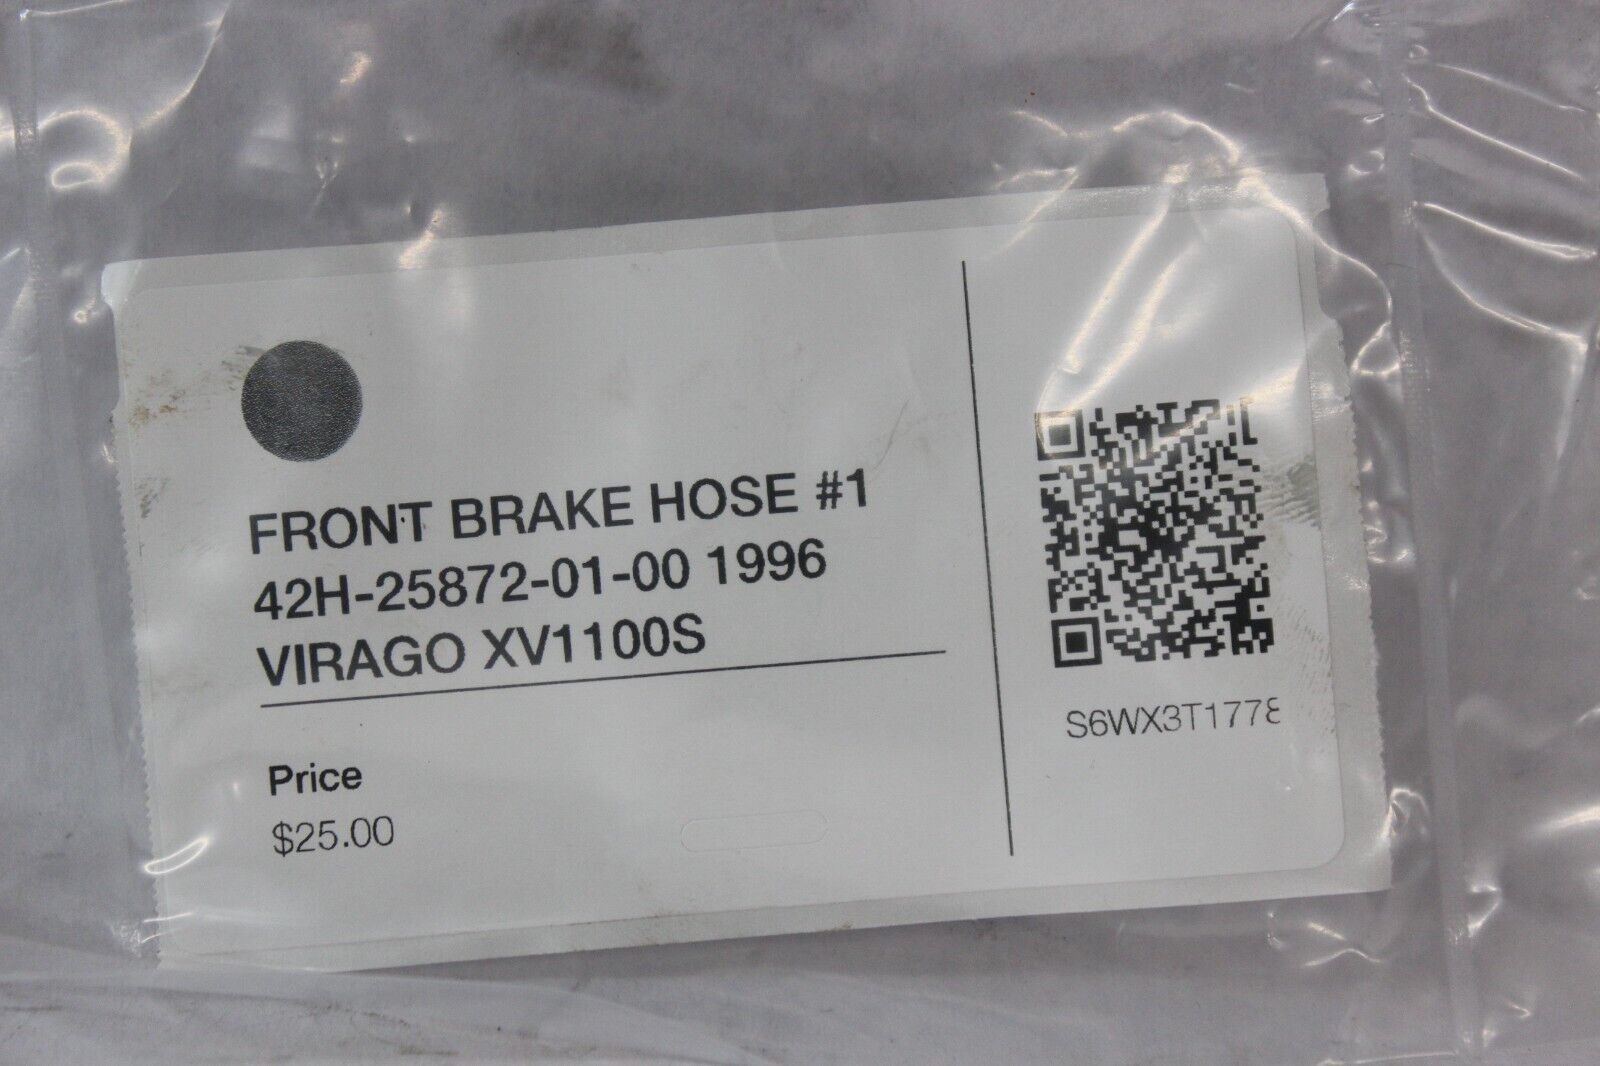 FRONT BRAKE HOSE #1
42H-25872-01-00 1996
VIRAGO XV1100S
Price
$25.00
S6WX3T1778